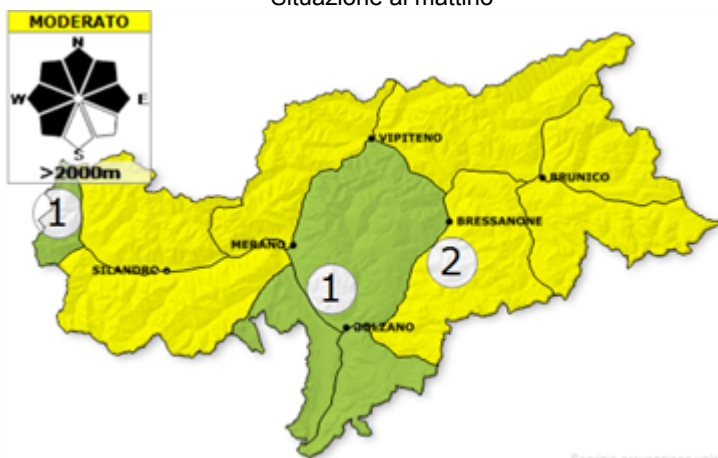 Situazione al mattino
MODERATO
N
W E
S
>2000m
VIPITENO
BRUNICO
1
BRESSANONE
MERANO
2
SILANDRO
1
BOLZANO